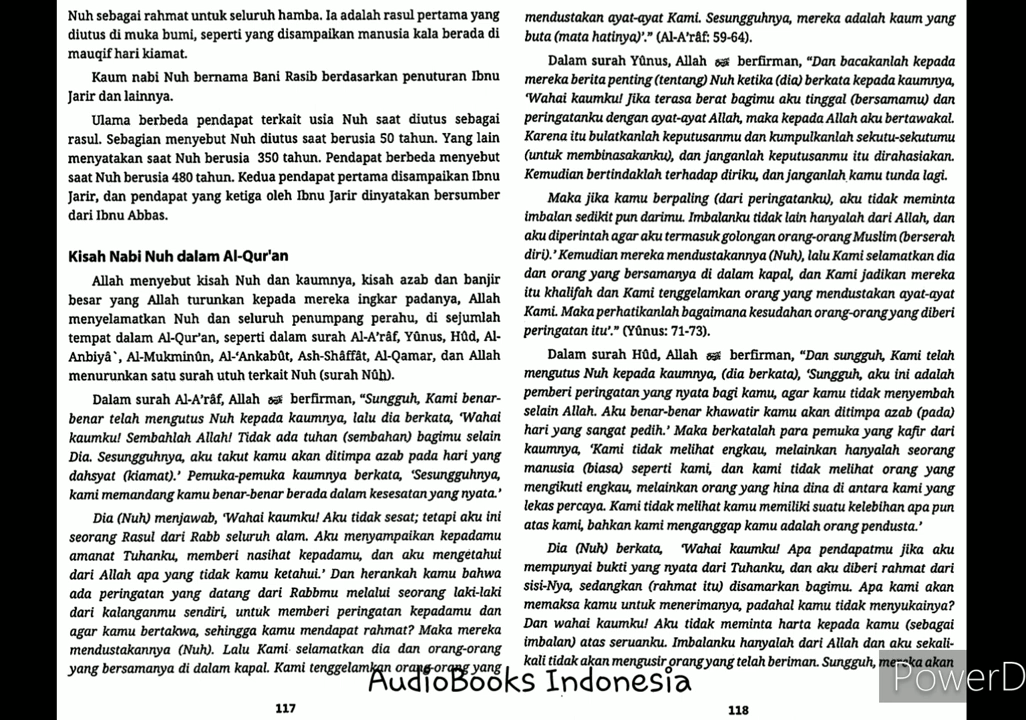 Nuh sebagai rahmat untuk seluruh hamba. Ia adalah rasul pertama yang
diutus di muka bumi, seperti yang disampaikan manusia kala berada di
mauqif hari kiamat.
Kaum nabi Nuh bernama Bani Rasib berdasarkan penuturan Ibnu
Jarir dan lainnya.
Ulama berbeda pendapat terkait usia Nuh saat diutus sebagai
rasul. Sebagian menyebut Nuh diutus saat berusia 50 tahun. Yang lain
menyatakan saat Nuh berusia 350 tahun. Pendapat berbeda menyebut
saat Nuh berusia 480 tahun. Kedua pendapat pertama disampaikan Ibnu
Jarir, dan pendapat yang ketiga oleh Ibnu Jarir dinyatakan bersumber
dari Ibnu Abbas.
Kisah Nabi Nuh dalam Al-Qur'an
Allah menyebut kisah Nuh dan kaumnya, kisah azab dan banjir
besar yang Allah turunkan kepada mereka ingkar padanya, Allah
menyelamatkan Nuh dan seluruh penumpang perahu, di sejumlah
tempat dalam Al-Qur'an, seperti dalam surah Al-A'râf, Yûnus, Hûd, Al-
Anbiyâ`, Al-Mukminûn, Al-'Ankabût, Ash-Shâffât, Al-Qamar, dan Allah
menurunkan satu surah utuh terkait Nuh (surah Nûh).
Dalam surah Al-A'râf, Allah ﷻ berfirman, “Sungguh, Kami benar-
benar telah mengutus Nuh kepada kaumnya, lalu dia berkata, ‘Wahai
kaumku! Sembahlah Allah! Tidak ada tuhan (sembahan) bagimu selain
Dia. Sesungguhnya, aku takut kamu akan ditimpa azab pada hari yang
dahsyat (kiamat).’ Pemuka-pemuka kaumnya berkata, ‘Sesungguhnya,
kami memandang kamu benar-benar berada dalam kesesatan yang nyata.’
Dia (Nuh) menjawab, ‘Wahai kaumku! Aku tidak sesat; tetapi aku ini
seorang Rasul dari Rabb seluruh alam. Aku menyampaikan kepadamu
amanat Tuhanku, memberi nasihat kepadamu, dan aku mengetahui
dari Allah apa yang tidak kamu ketahui.’ Dan herankah kamu bahwa
ada peringatan yang datang dari Rabbmu melalui seorang laki-laki
dari kalanganmu sendiri, untuk memberi peringatan kepadamu dan
agar kamu bertakwa, sehingga kamu mendapat rahmat? Maka mereka
mendustakannya (Nuh). Lalu Kami selamatkan dia dan orang-orang
yang bersamanya di dalam kapal. Kami tenggelamkan orang-orang yang
117
mendustakan ayat-ayat Kami. Sesungguhnya, mereka adalah kaum yang
buta (mata hatinya)’.” (Al-A'râf: 59-64).
Dalam surah Yûnus, Allah ﷻ berfirman, “Dan bacakanlah kepada
mereka berita penting (tentang) Nuh ketika (dia) berkata kepada kaumnya,
‘Wahai kaumku! Jika terasa berat bagimu aku tinggal (bersamamu) dan
peringatanku dengan ayat-ayat Allah, maka kepada Allah aku bertawakal.
Karena itu bulatkanlah keputusanmu dan kumpulkanlah sekutu-sekutumu
(untuk membinasakanku), dan janganlah keputusanmu itu dirahasiakan.
Kemudian bertindaklah terhadap diriku, dan janganlah kamu tunda lagi.
Maka jika kamu berpaling (dari peringatanku), aku tidak meminta
imbalan sedikit pun darimu. Imbalanku tidak lain hanyalah dari Allah, dan
aku diperintah agar aku termasuk golongan orang-orang Muslim (berserah
diri).’ Kemudian mereka mendustakannya (Nuh), lalu Kami selamatkan dia
dan orang yang bersamanya di dalam kapal, dan Kami jadikan mereka
itu khalifah dan Kami tenggelamkan orang yang mendustakan ayat-ayat
Kami. Maka perhatikanlah bagaimana kesudahan orang-orang yang diberi
peringatan itu’.” (Yûnus: 71-73).
Dalam surah Hûd, Allah ﷻ berfirman, “Dan sungguh, Kami telah
mengutus Nuh kepada kaumnya, (dia berkata), ‘Sungguh, aku ini adalah
pemberi peringatan yang nyata bagi kamu, agar kamu tidak menyembah
selain Allah. Aku benar-benar khawatir kamu akan ditimpa azab (pada)
hari yang sangat pedih.’ Maka berkatalah para pemuka yang kafir dari
kaumnya, ‘Kami tidak melihat engkau, melainkan hanyalah seorang
manusia (biasa) seperti kami, dan kami tidak melihat orang yang
mengikuti engkau, melainkan orang yang hina dina di antara kami yang
lekas percaya. Kami tidak melihat kamu memiliki suatu kelebihan apa pun
atas kami, bahkan kami menganggap kamu adalah orang pendusta.’
Dia (Nuh) berkata, ‘Wahai kaumku! Apa pendapatmu jika aku
mempunyai bukti yang nyata dari Tuhanku, dan aku diberi rahmat dari
sisi-Nya, sedangkan (rahmat itu) disamarkan bagimu. Apa kami akan
memaksa kamu untuk menerimanya, padahal kamu tidak menyukainya?
Dan wahai kaumku! Aku tidak meminta harta kepada kamu (sebagai
imbalan) atas seruanku. Imbalanku hanyalah dari Allah dan aku sekali-
kali tidak akan mengusir orang yang telah beriman. Sungguh, mereka akan
118
AudioBooks Indonesia
PowerD